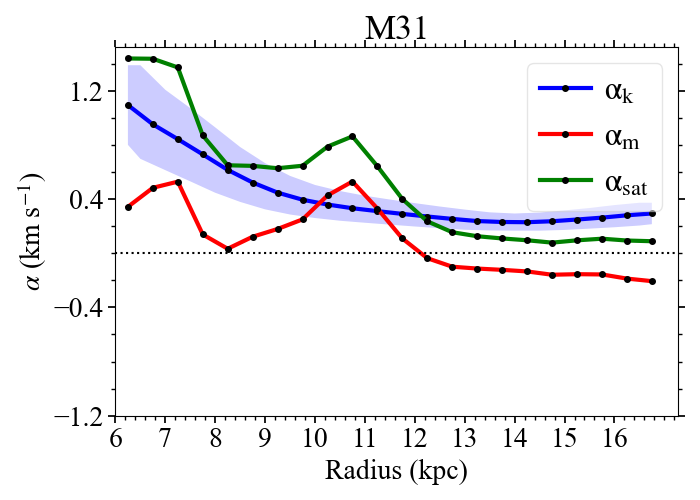 M31
α_k
α_m
α_sat
α (km s⁻¹)
1.2
0.4
−0.4
−1.2
6 7 8 9 10 11 12 13 14 15 16
Radius (kpc)